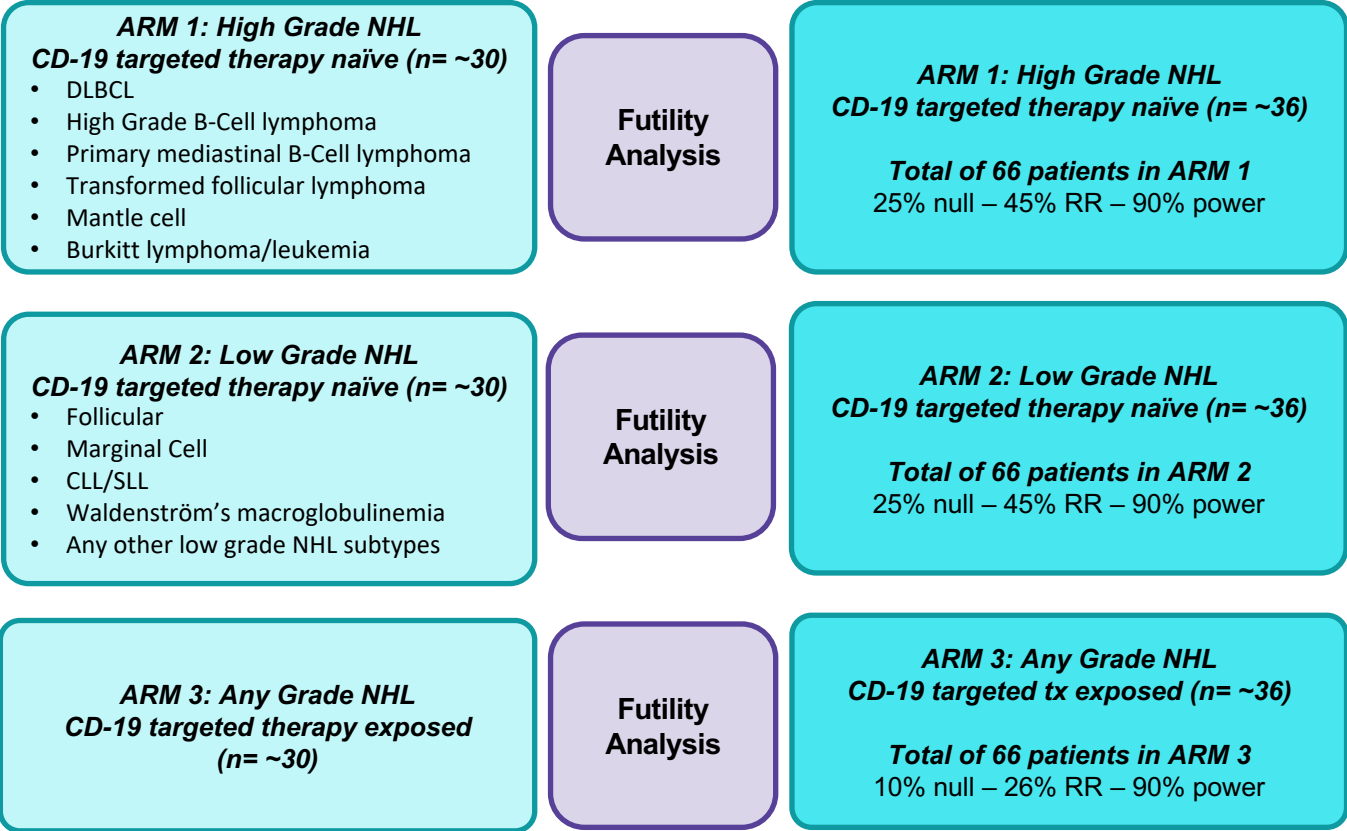 ARM 1: High Grade NHL
CD-19 targeted therapy naïve (n= ~30)
• DLBCL
• High Grade B-Cell lymphoma
• Primary mediastinal B-Cell lymphoma
• Transformed follicular lymphoma
• Mantle cell
• Burkitt lymphoma/leukemia
Futility
Analysis
ARM 1: High Grade NHL
CD-19 targeted therapy naïve (n= ~36)
Total of 66 patients in ARM 1
25% null – 45% RR – 90% power
ARM 2: Low Grade NHL
CD-19 targeted therapy naïve (n= ~30)
• Follicular
• Marginal Cell
• CLL/SLL
• Waldenström’s macroglobulinemia
• Any other low grade NHL subtypes
Futility
Analysis
ARM 2: Low Grade NHL
CD-19 targeted therapy naïve (n= ~36)
Total of 66 patients in ARM 2
25% null – 45% RR – 90% power
ARM 3: Any Grade NHL
CD-19 targeted therapy exposed
(n= ~30)
Futility
Analysis
ARM 3: Any Grade NHL
CD-19 targeted tx exposed (n= ~36)
Total of 66 patients in ARM 3
10% null – 26% RR – 90% power